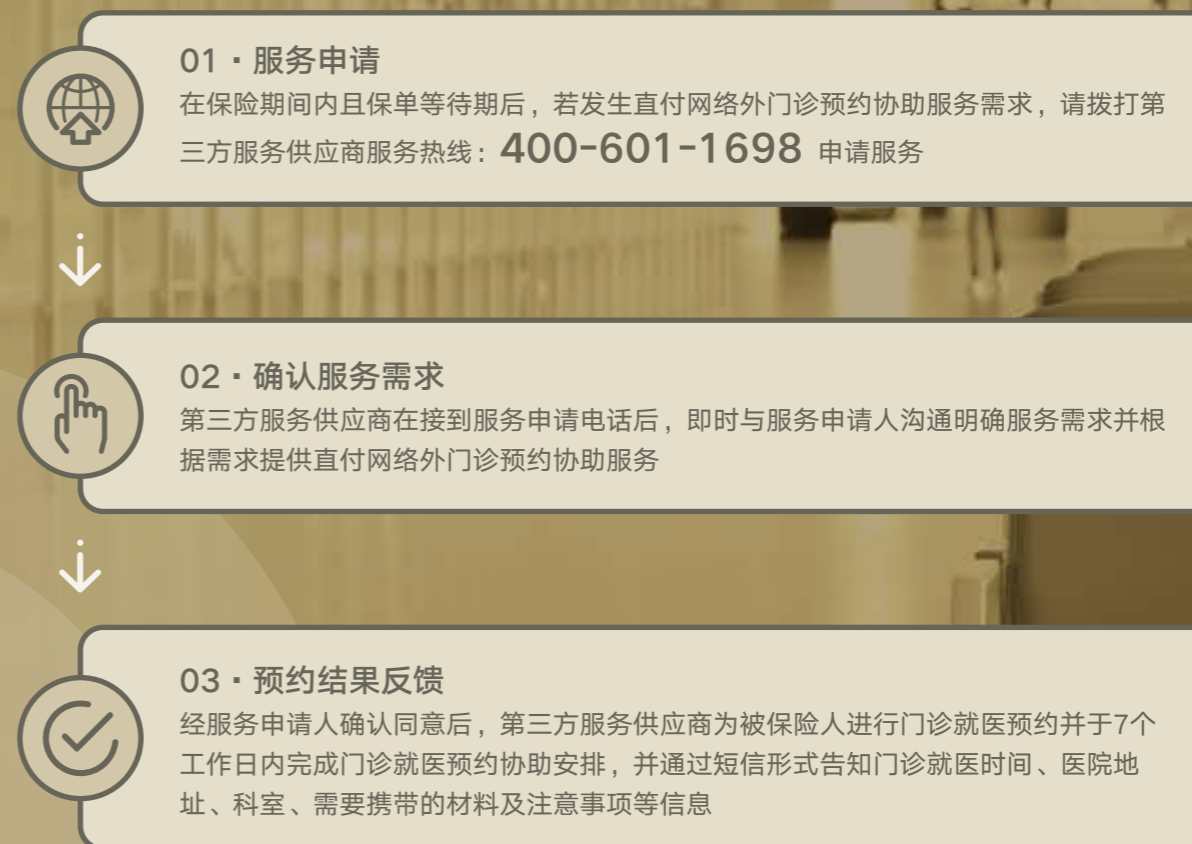 01·服务申请
在保险期间内且保单等待期后，若发生直付网络外门诊预约协助服务需求，请拨打第
三方服务供应商服务热线：400-601-1698 申请服务
02·确认服务需求
第三方服务供应商在接到服务申请电话后，即时与服务申请人沟通明确服务需求并根
据需求提供直付网络外门诊预约协助服务
03·预约结果反馈
经服务申请人确认同意后，第三方服务供应商为被保险人进行门诊就医预约并于7个
工作日内完成门诊就医预约协助安排，并通过短信形式告知门诊就医时间、医院地
址、科室、需要携带的材料及注意事项等信息